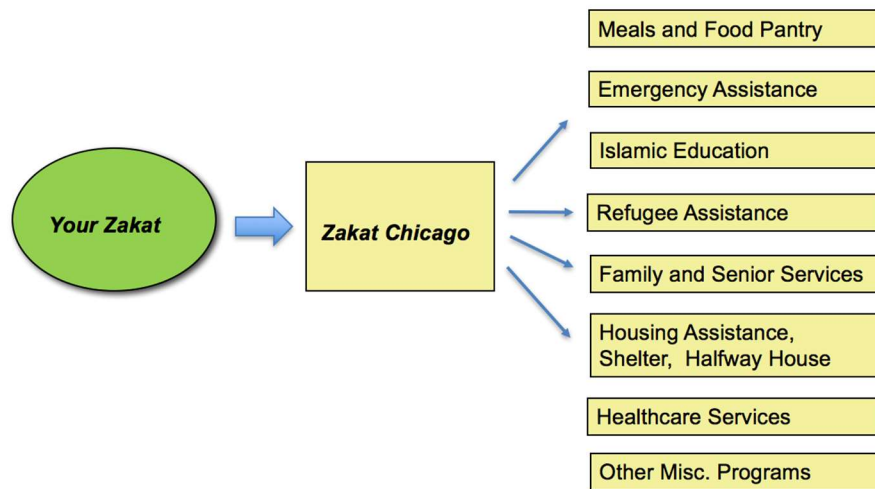 Meals and Food Pantry
Emergency Assistance
Islamic Education
Your Zakat
Zakat Chicago
Refugee Assistance
Family and Senior Services
Housing Assistance,
Shelter, Halfway House
Healthcare Services
Other Misc. Programs